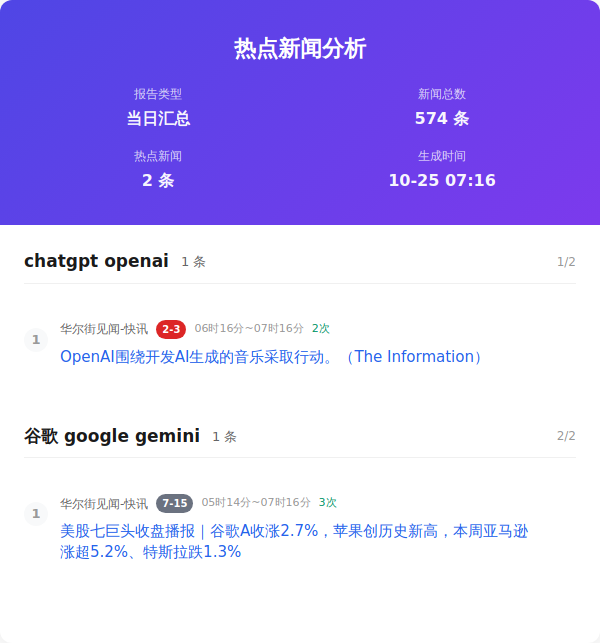 热点新闻分析
报告类型
新闻总数
当日汇总
574 条
热点新闻
生成时间
2 条
10-25 07:16
chatgpt openai 1 条 1/2
1
华尔街见闻-快讯 2-3 06时16分~07时16分 2次
OpenAI围绕开发AI生成的音乐采取行动。（The Information）
谷歌 google gemini 1 条 2/2
1
华尔街见闻-快讯 7-15 05时14分~07时16分 3次
美股七巨头收盘播报｜谷歌A收涨2.7%，苹果创历史新高，本周亚马逊
涨超5.2%、特斯拉跌1.3%